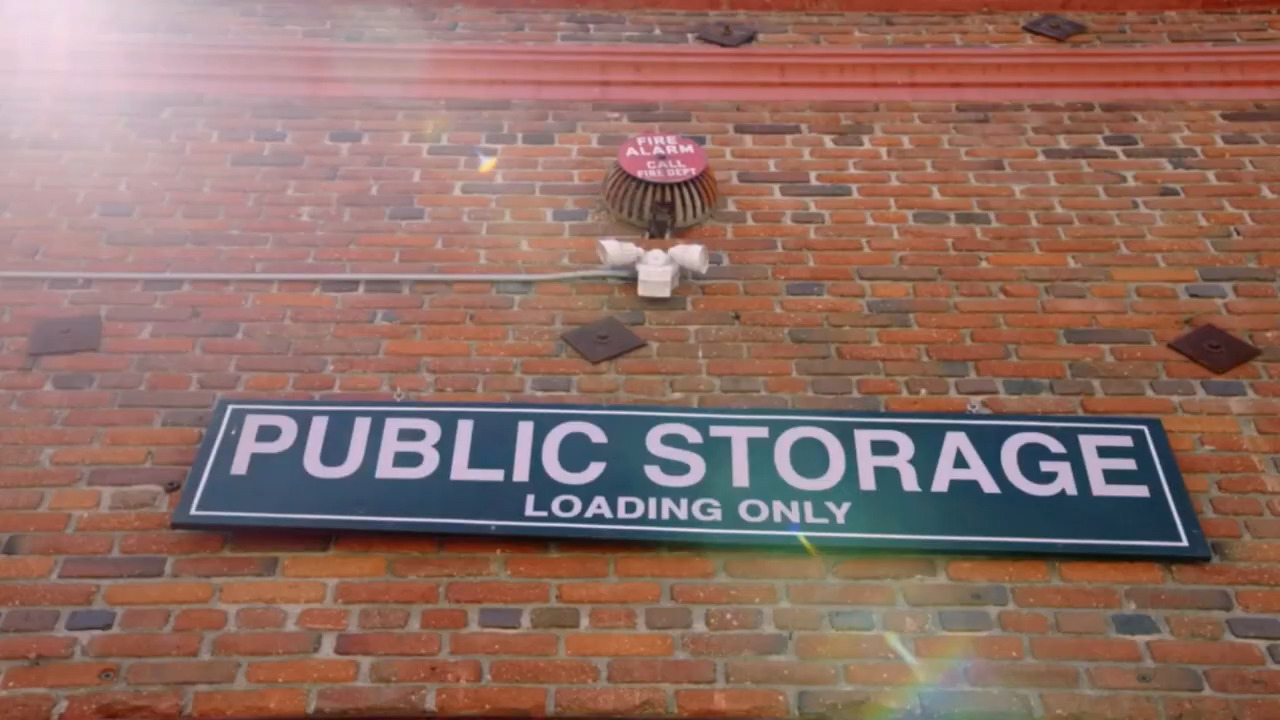 FIRE
ALARM
CALL
FIRE DEPT
PUBLIC STORAGE
LOADING ONLY